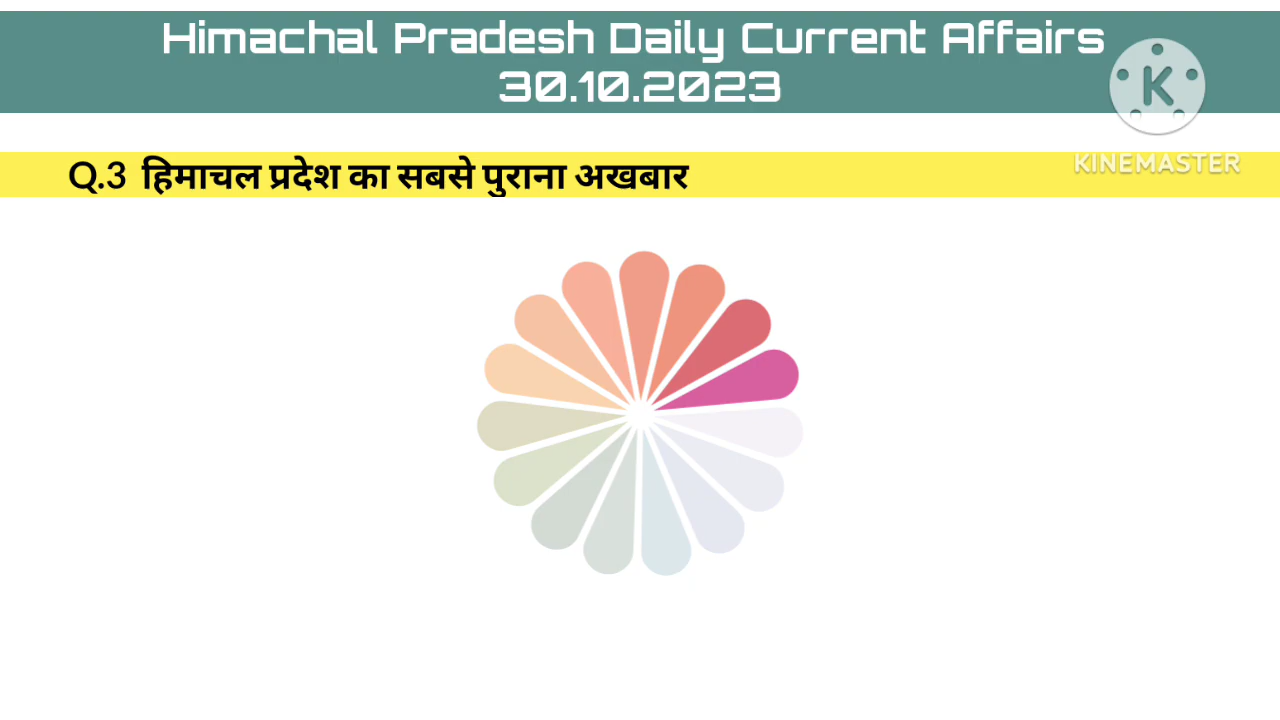 Himachal Pradesh Daily Current Affairs
30.10.2023
K
KINEMASTER
Q.3 हिमाचल प्रदेश का सबसे पुराना अखबार